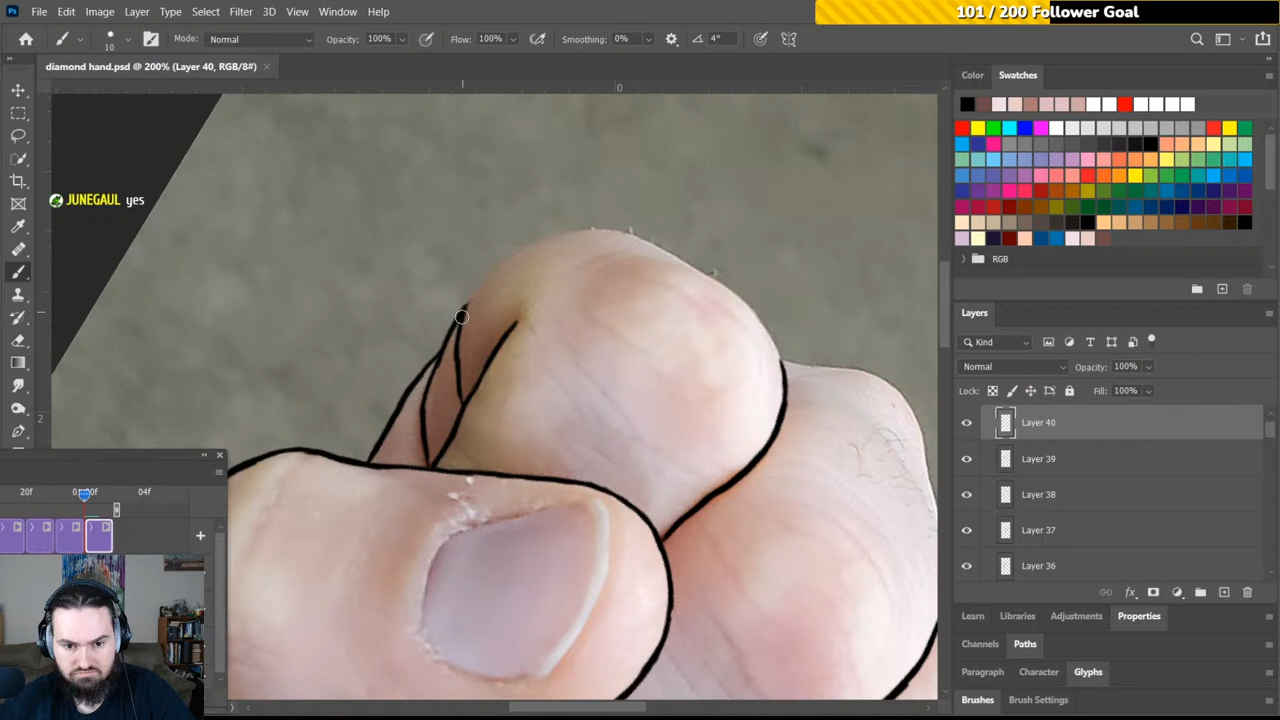 File Edit Image Layer Type Select Filter 3D View Window Help
101 / 200 Follower Goal
10 Mode: Normal Opacity: 100% Flow: 100% Smoothing: 0% 4°
diamond hand.psd @ 200% (Layer 40, RGB/8#)
Color Swatches
0
JUNEGAUL yes
2
RGB
Layers
Kind
Normal Opacity: 100%
Lock: Fill: 100%
Layer 40
Layer 39
Layer 38
Layer 37
Layer 36
20f 04f
Learn Libraries Adjustments Properties
Channels Paths
Paragraph Character Glyphs
Brushes Brush Settings